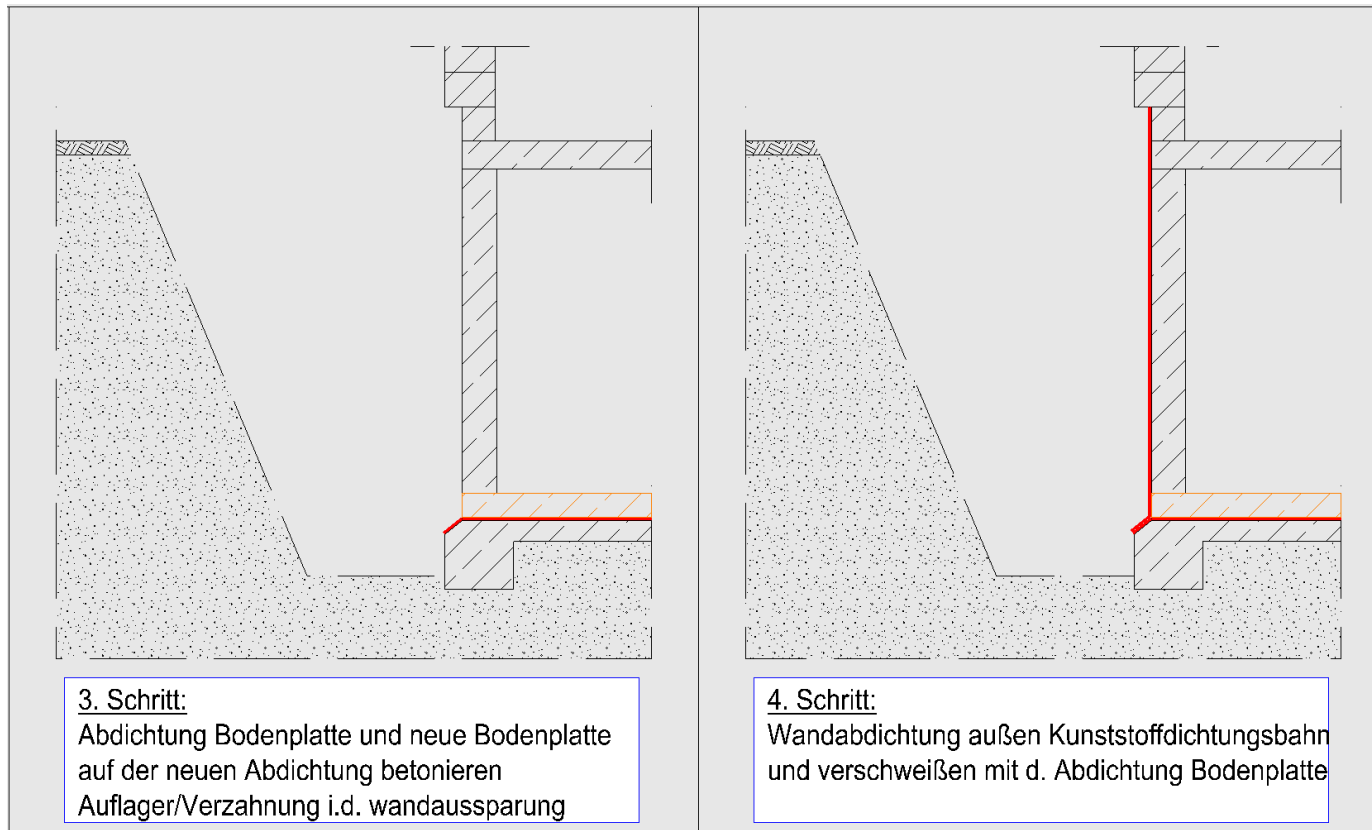 3. Schritt:
Abdichtung Bodenplatte und neue Bodenplatte
auf der neuen Abdichtung betonieren
Auflager/Verzahnung i.d. wandaussparung
4. Schritt:
Wandabdichtung außen Kunststoffdichtungsbahn
und verschweißen mit d. Abdichtung Bodenplatte